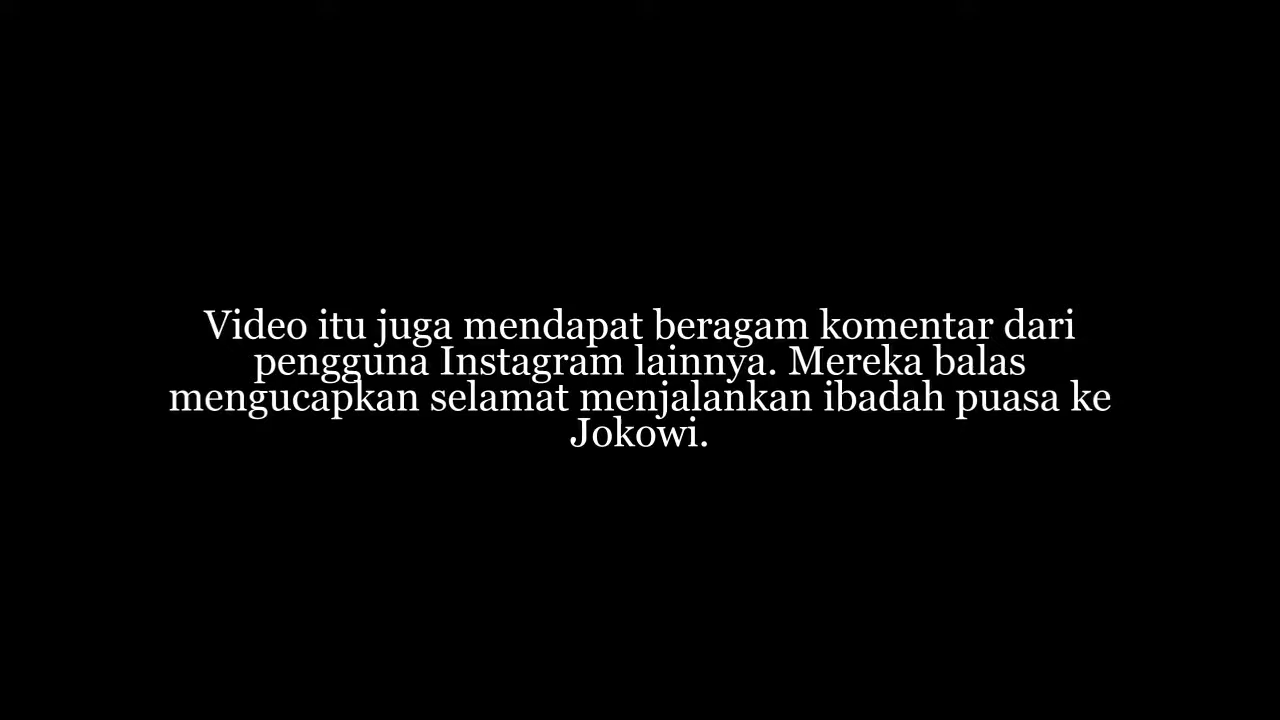 Video itu juga mendapat beragam komentar dari
pengguna Instagram lainnya. Mereka balas
mengucapkan selamat menjalankan ibadah puasa ke
Jokowi.